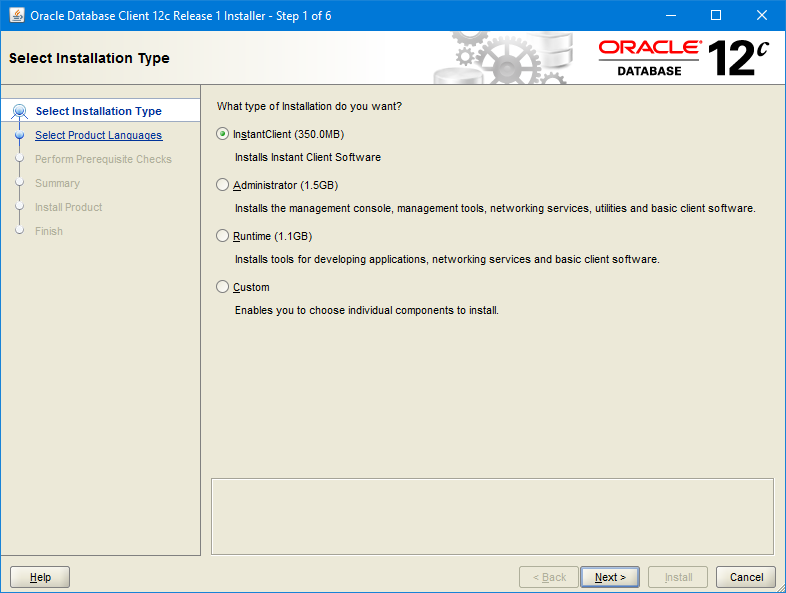 Oracle Database Client 12c Release 1 Installer - Step 1 of 6
Select Installation Type
ORACLE®
DATABASE
12c
Select Installation Type
Select Product Languages
Perform Prerequisite Checks
Summary
Install Product
Finish
What type of Installation do you want?
InstantClient (350.0MB)
Installs Instant Client Software
Administrator (1.5GB)
Installs the management console, management tools, networking services, utilities and basic client software.
Runtime (1.1GB)
Installs tools for developing applications, networking services and basic client software.
Custom
Enables you to choose individual components to install.
Help
< Back
Next >
Install
Cancel